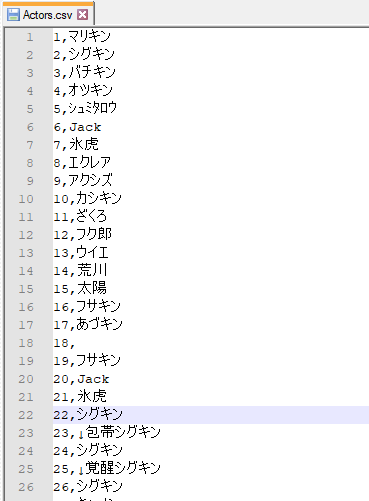 Actors.csv
1 1,マリキン
2 2,シグキン
3 3,バチキン
4 4,オツキン
5 5,ｼｭﾐﾀロウ
6 6,Jack
7 7,氷虎
8 8,エクレア
9 9,アクシズ
10 10,カシキン
11 11,ざくろ
12 12,フク郎
13 13,ウイエ
14 14,荒川
15 15,太陽
16 16,フサキン
17 17,あづキン
18 18,
19 19,フサキン
20 20,Jack
21 21,氷虎
22 22,シグキン
23 23,↓包帯シグキン
24 24,シグキン
25 25,↓覚醒シグキン
26 26,シグキン